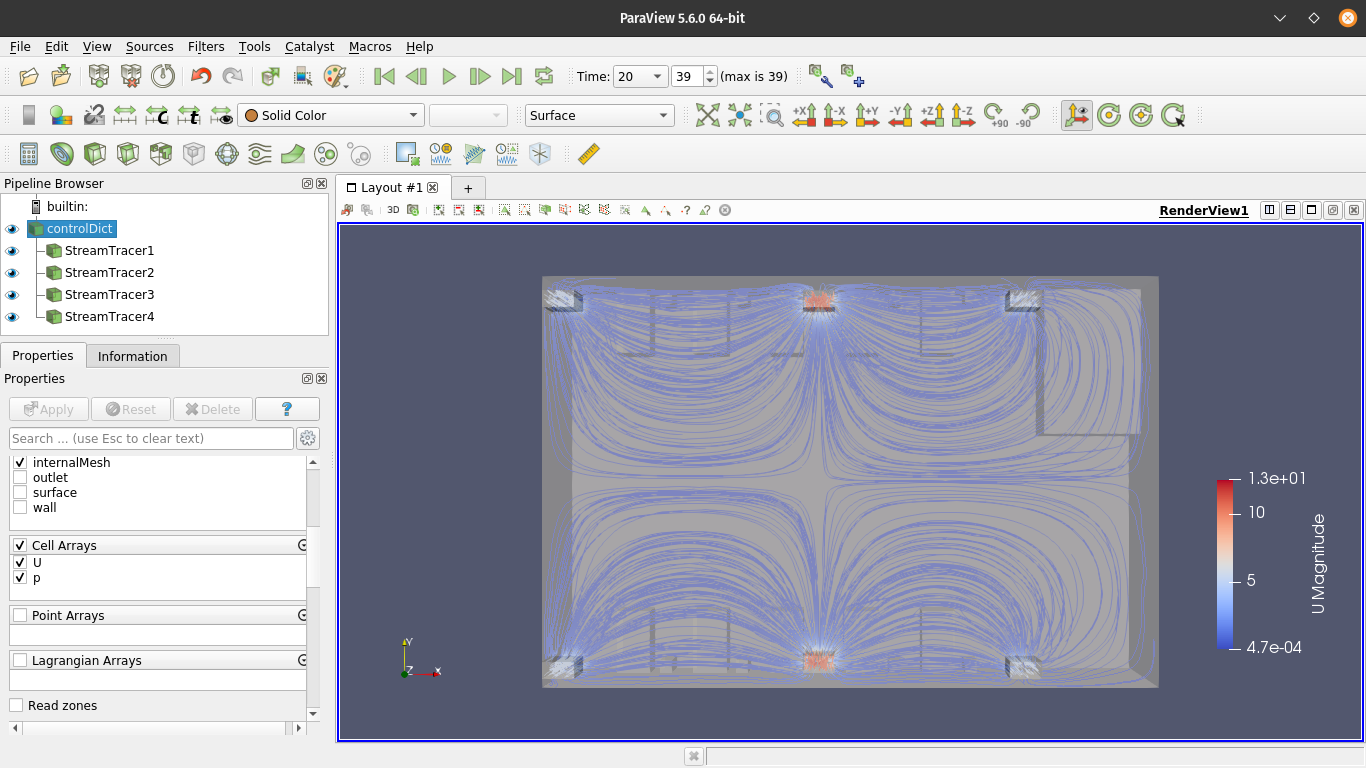 ParaView 5.6.0 64-bit
File Edit View Sources Filters Tools Catalyst Macros Help
Time: 20 39 (max is 39)
+X -X +Y -Y +Z -Z +90 -90
C t Solid Color Surface
Pipeline Browser
builtin:
controlDict
StreamTracer1
StreamTracer2
StreamTracer3
StreamTracer4
Properties Information
Properties
Apply Reset Delete ?
Search ... (use Esc to clear text)
internalMesh
outlet
surface
wall
Cell Arrays
U
p
Point Arrays
Lagrangian Arrays
Read zones
Layout #1 +
3D RenderView1
1.3e+01
10
5
4.7e-04
U Magnitude
Y
Z X